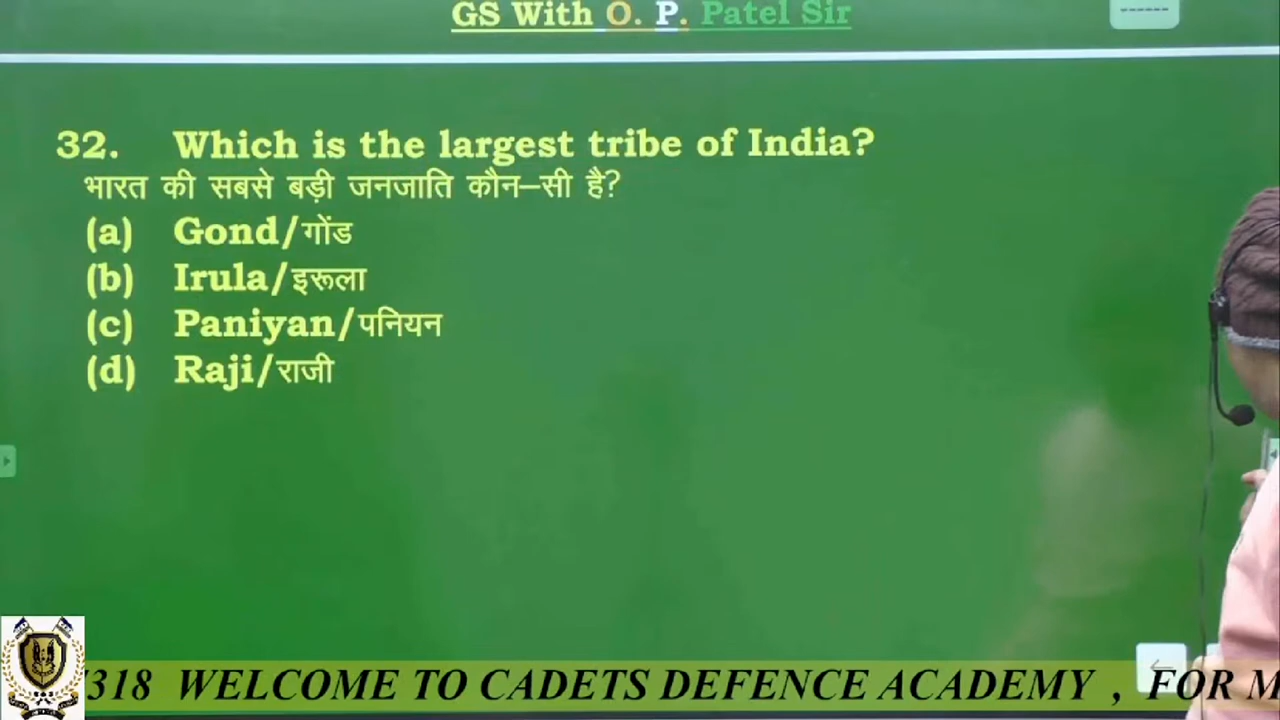 GS With O. P. Patel Sir
32. Which is the largest tribe of India?
भारत की सबसे बड़ी जनजाति कौन–सी है?
(a) Gond/गोंड
(b) Irula/इरूला
(c) Paniyan/पनियन
(d) Raji/राजी
318 WELCOME TO CADETS DEFENCE ACADEMY , FOR M